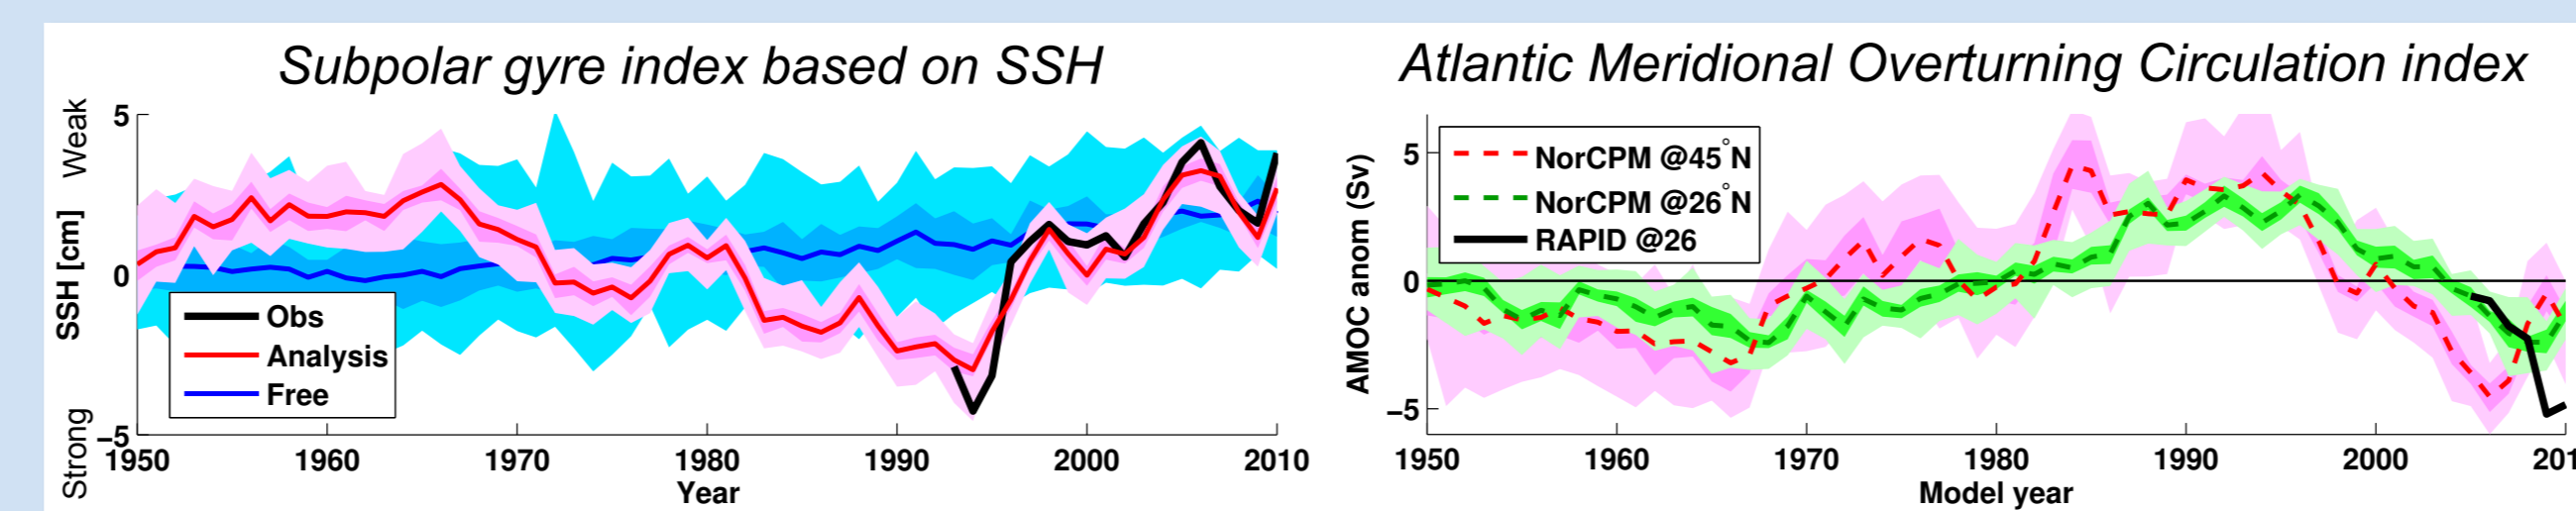 Subpolar gyre index based on SSH
Weak
SSH [cm]
Strong
5
0
−5
Obs
Analysis
Free
1950 1960 1970 1980 1990 2000 2010
Year
Atlantic Meridional Overturning Circulation index
AMOC anom (Sv)
5
0
−5
NorCPM @45°N
NorCPM @26°N
RAPID @26
1950 1960 1970 1980 1990 2000 201
Model year